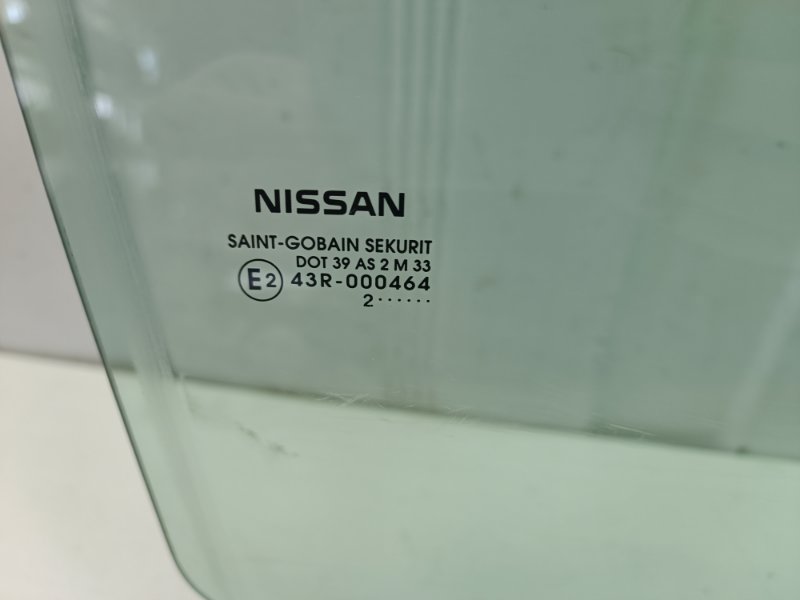 NISSAN
SAINT-GOBAIN SEKURIT
DOT 39 AS 2 M 33
E2 43R-000464
2······